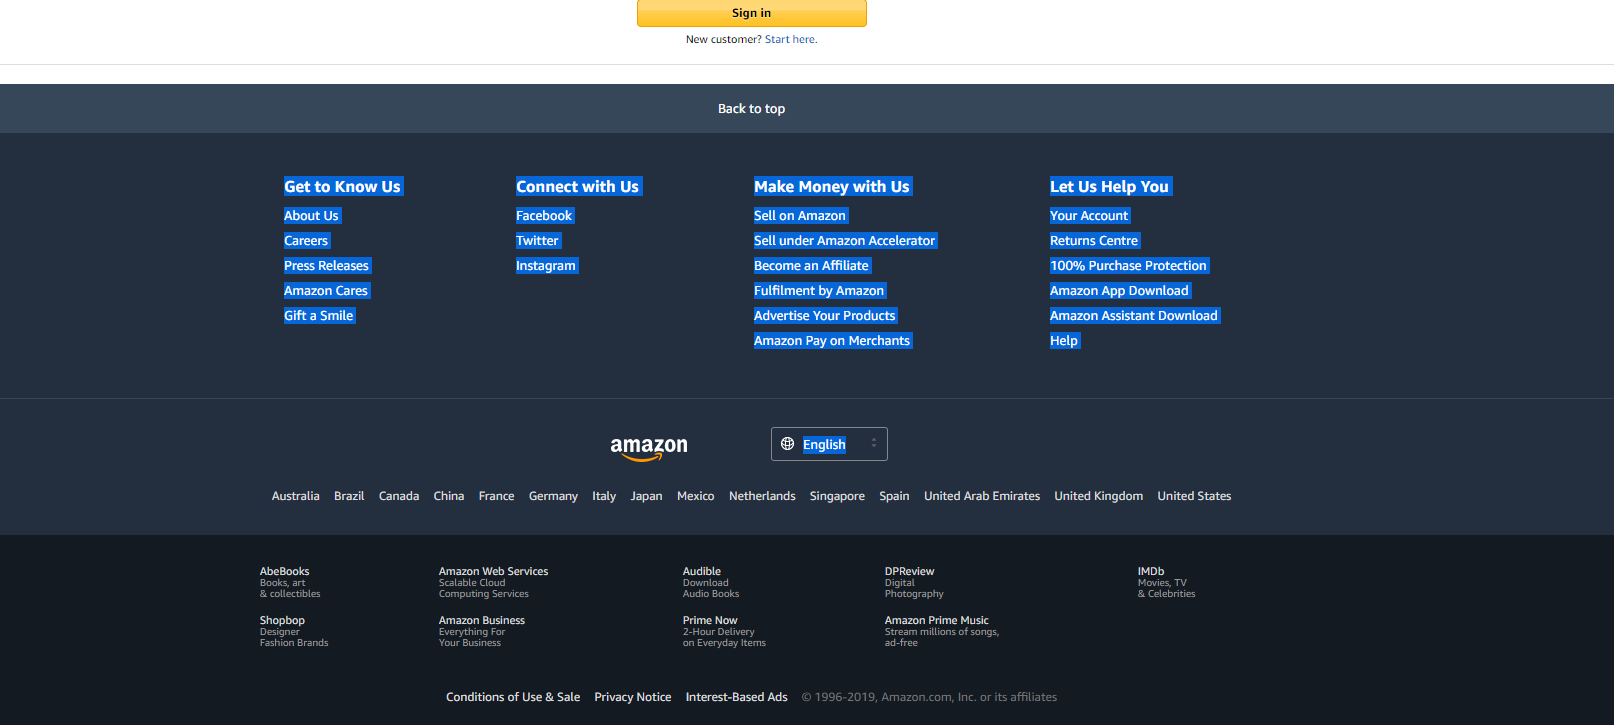 Sign in
New customer? Start here.
Back to top
Get to Know Us
About Us
Careers
Press Releases
Amazon Cares
Gift a Smile
Connect with Us
Facebook
Twitter
Instagram
Make Money with Us
Sell on Amazon
Sell under Amazon Accelerator
Become an Affiliate
Fulfilment by Amazon
Advertise Your Products
Amazon Pay on Merchants
Let Us Help You
Your Account
Returns Centre
100% Purchase Protection
Amazon App Download
Amazon Assistant Download
Help
amazon English
Australia Brazil Canada China France Germany Italy Japan Mexico Netherlands Singapore Spain United Arab Emirates United Kingdom United States
AbeBooks
Books, art
& collectibles
Amazon Web Services
Scalable Cloud
Computing Services
Audible
Download
Audio Books
DPReview
Digital
Photography
IMDb
Movies, TV
& Celebrities
Shopbop
Designer
Fashion Brands
Amazon Business
Everything For
Your Business
Prime Now
2-Hour Delivery
on Everyday Items
Amazon Prime Music
Stream millions of songs,
ad-free
Conditions of Use & Sale Privacy Notice Interest-Based Ads © 1996-2019, Amazon.com, Inc. or its affiliates